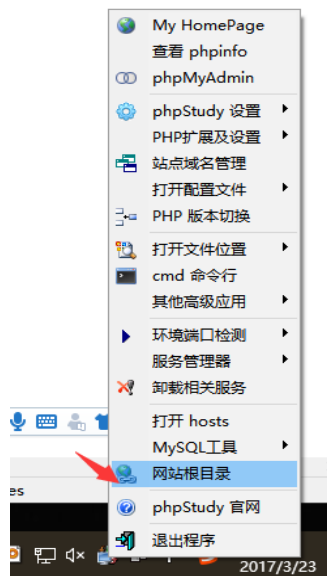 My HomePage
查看 phpinfo
phpMyAdmin
phpStudy 设置
PHP扩展及设置
站点域名管理
打开配置文件
PHP 版本切换
打开文件位置
cmd 命令行
其他高级应用
环境端口检测
服务管理器
卸载相关服务
打开 hosts
MySQL工具
网站根目录
es
phpStudy 官网
退出程序
2017/3/23